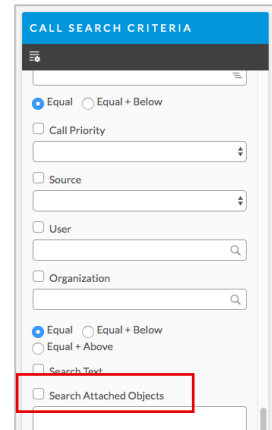 CALL SEARCH CRITERIA
Equal Equal + Below
Call Priority
Source
User
Organization
Equal Equal + Below
Equal + Above
Search Text
Search Attached Objects